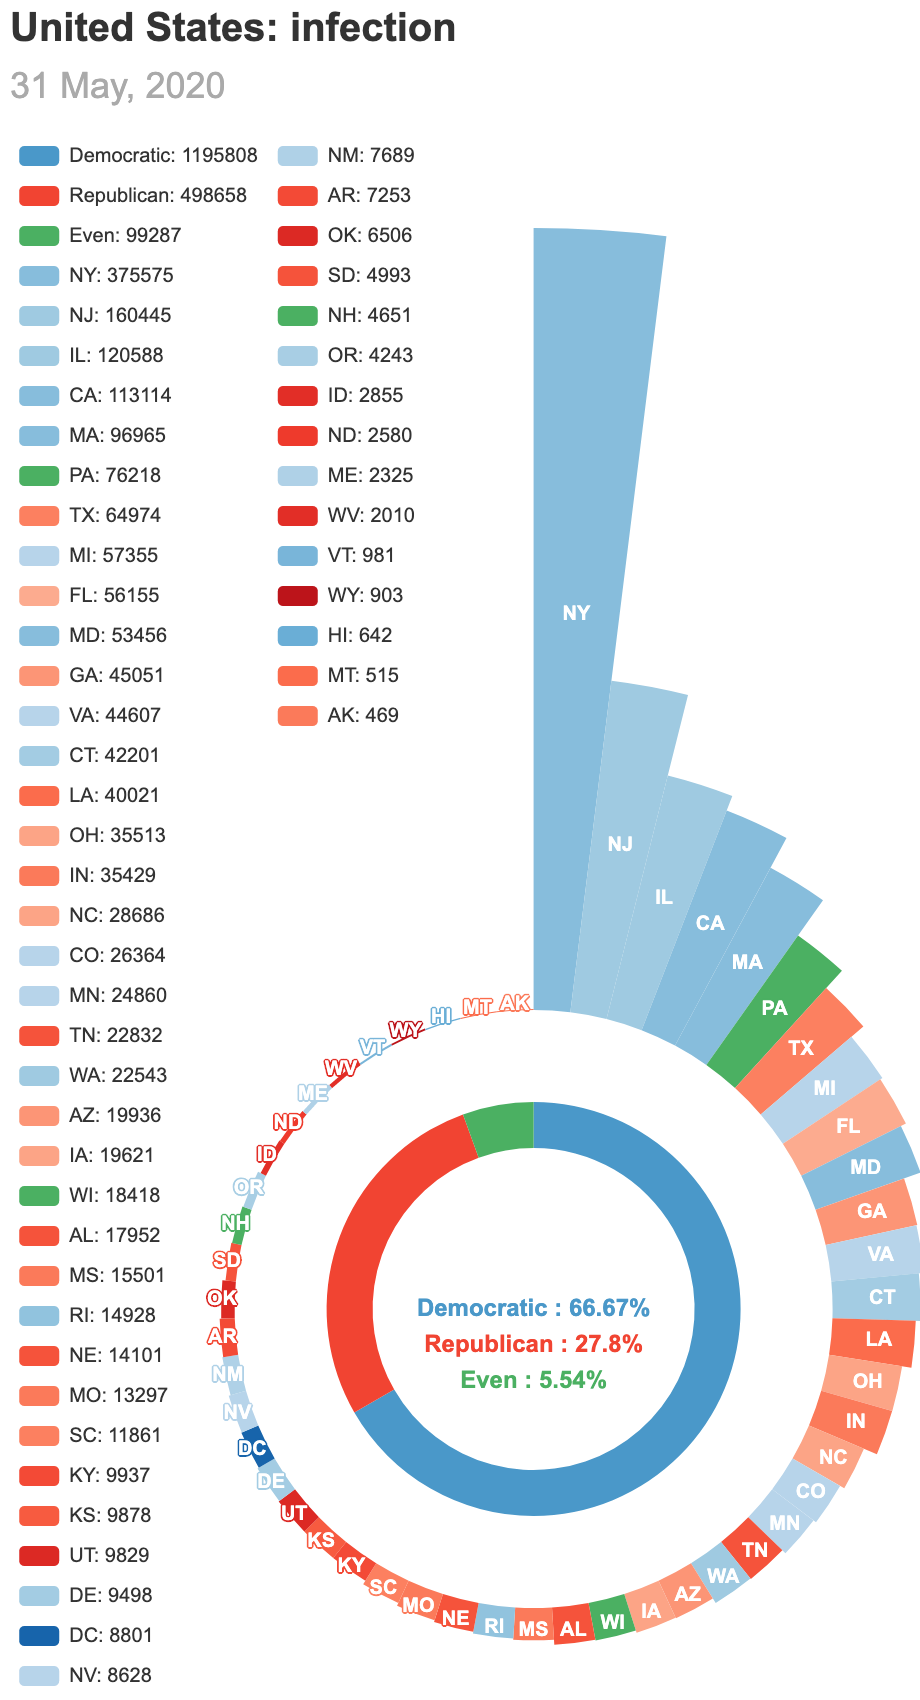 United States: infection
31 May, 2020
Democratic: 1195808
Republican: 498658
Even: 99287
NY: 375575
NJ: 160445
IL: 120588
CA: 113114
MA: 96965
PA: 76218
TX: 64974
MI: 57355
FL: 56155
MD: 53456
GA: 45051
VA: 44607
CT: 42201
LA: 40021
OH: 35513
IN: 35429
NC: 28686
CO: 26364
MN: 24860
TN: 22832
WA: 22543
AZ: 19936
IA: 19621
WI: 18418
AL: 17952
MS: 15501
RI: 14928
NE: 14101
MO: 13297
SC: 11861
KY: 9937
KS: 9878
UT: 9829
DE: 9498
DC: 8801
NV: 8628
NM: 7689
AR: 7253
OK: 6506
SD: 4993
NH: 4651
OR: 4243
ID: 2855
ND: 2580
ME: 2325
WV: 2010
VT: 981
WY: 903
HI: 642
MT: 515
AK: 469
NY
NJ
IL
CA
MA
PA
TX
MI
FL
MD
GA
VA
CT
LA
OH
IN
NC
CO
MN
TN
WA
AZ
IA
WI
AL
MS
RI
NE
MO
SC
KY
KS
UT
DE
DC
NV
NM
AR
OK
SD
NH
OR
ID
ND
ME
WV
VT
WY
HI
MT
AK
Democratic : 66.67%
Republican : 27.8%
Even : 5.54%